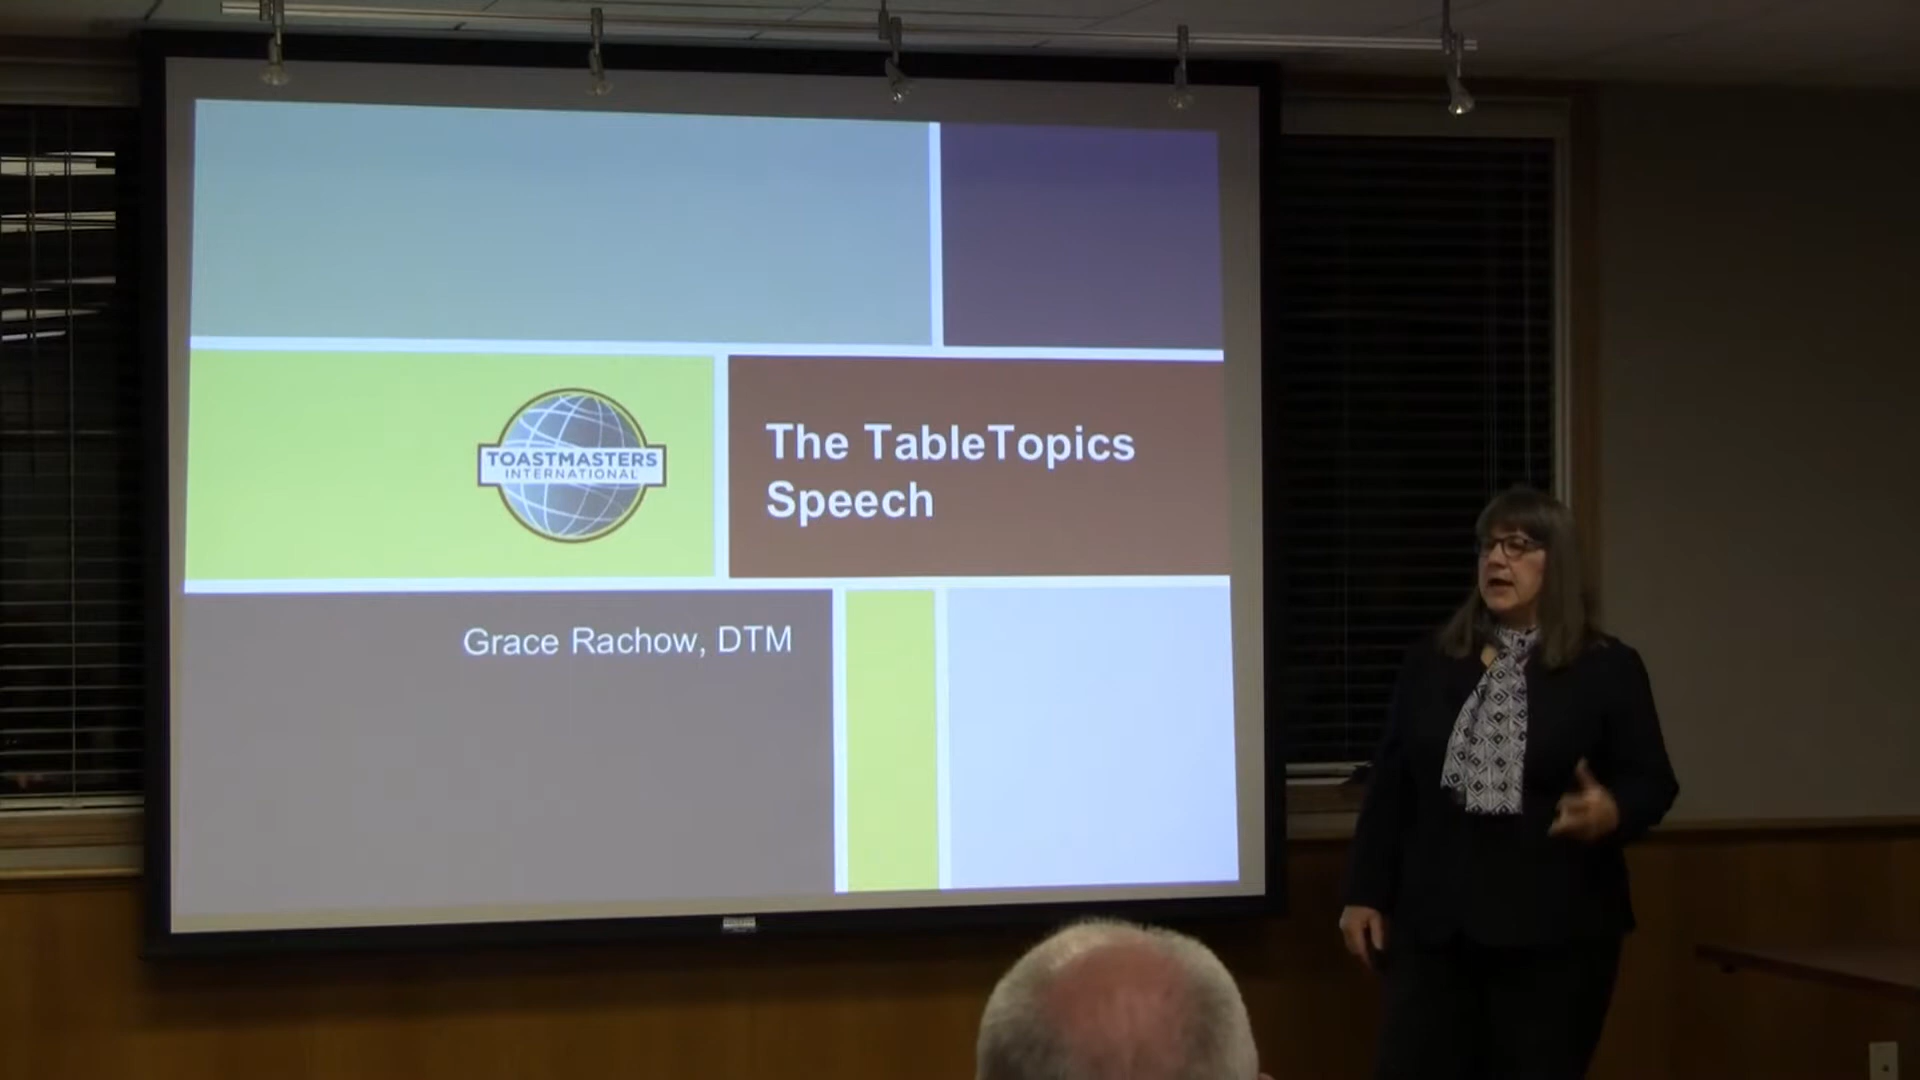 TOASTMASTERS
INTERNATIONAL
The TableTopics
Speech
Grace Rachow, DTM